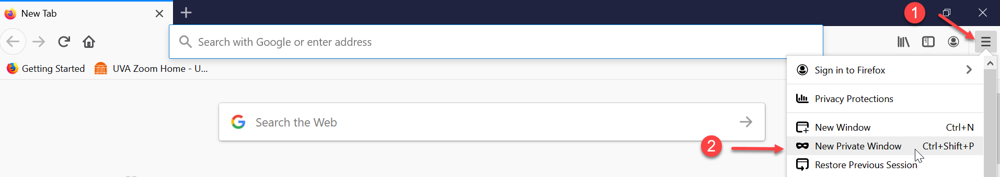 New Tab
1
Search with Google or enter address
Getting Started
UVA Zoom Home - U...
Sign in to Firefox
Privacy Protections
Search the Web
New Window Ctrl+N
2
New Private Window Ctrl+Shift+P
Restore Previous Session